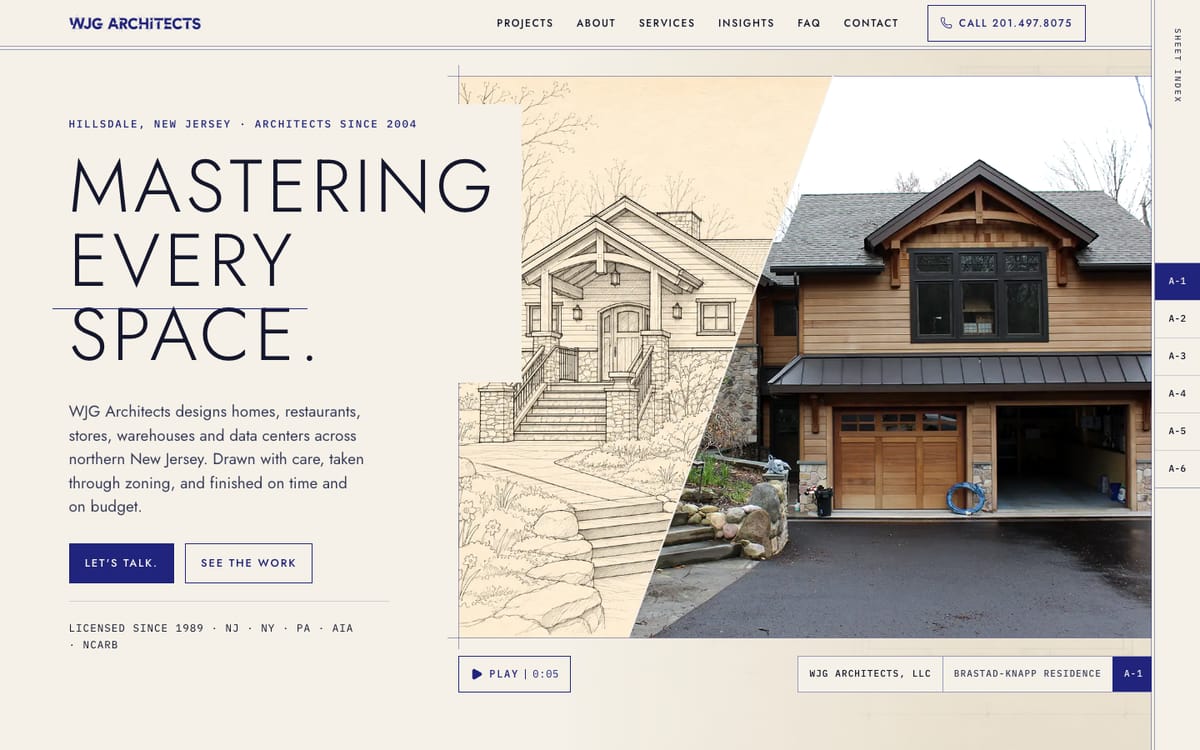 WJG ARCHiTECTS
PROJECTS
ABOUT
SERVICES
INSIGHTS
FAQ
CONTACT
CALL 201.497.8075
SHEET INDEX
HILLSDALE, NEW JERSEY · ARCHITECTS SINCE 2004
MASTERING
EVERY
SPACE.
WJG Architects designs homes, restaurants,
stores, warehouses and data centers across
northern New Jersey. Drawn with care, taken
through zoning, and finished on time and
on budget.
LET'S TALK.
SEE THE WORK
LICENSED SINCE 1989 · NJ · NY · PA · AIA
· NCARB
PLAY | 0:05
WJG ARCHITECTS, LLC
BRASTAD–KNAPP RESIDENCE
A-1
A-1
A-2
A-3
A-4
A-5
A-6